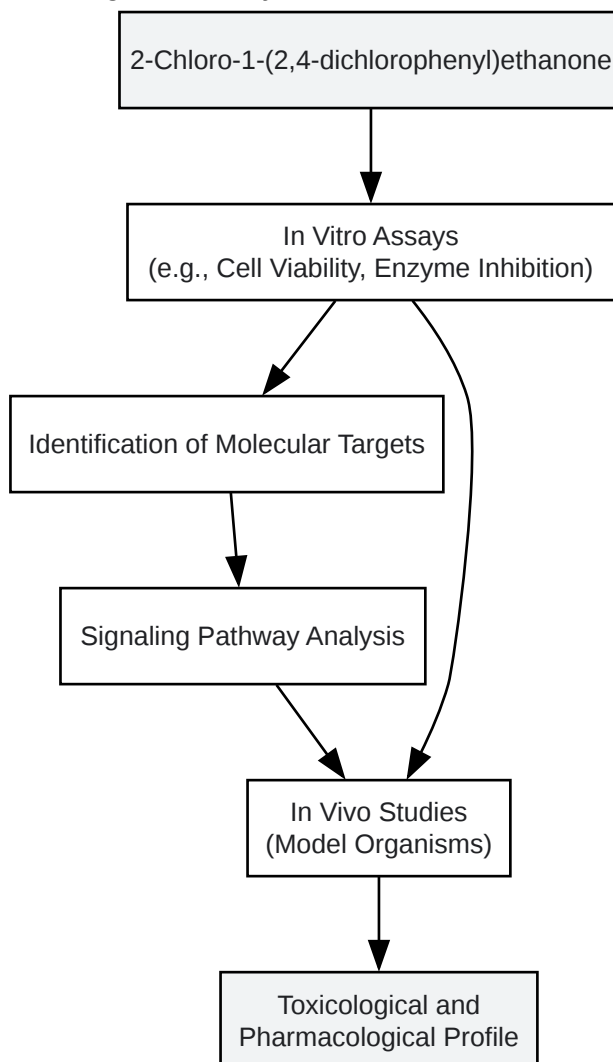 2-Chloro-1-(2,4-dichlorophenyl)ethanone
In Vitro Assays
(e.g., Cell Viability, Enzyme Inhibition)
Identification of Molecular Targets
Signaling Pathway Analysis
In Vivo Studies
(Model Organisms)
Toxicological and
Pharmacological Profile